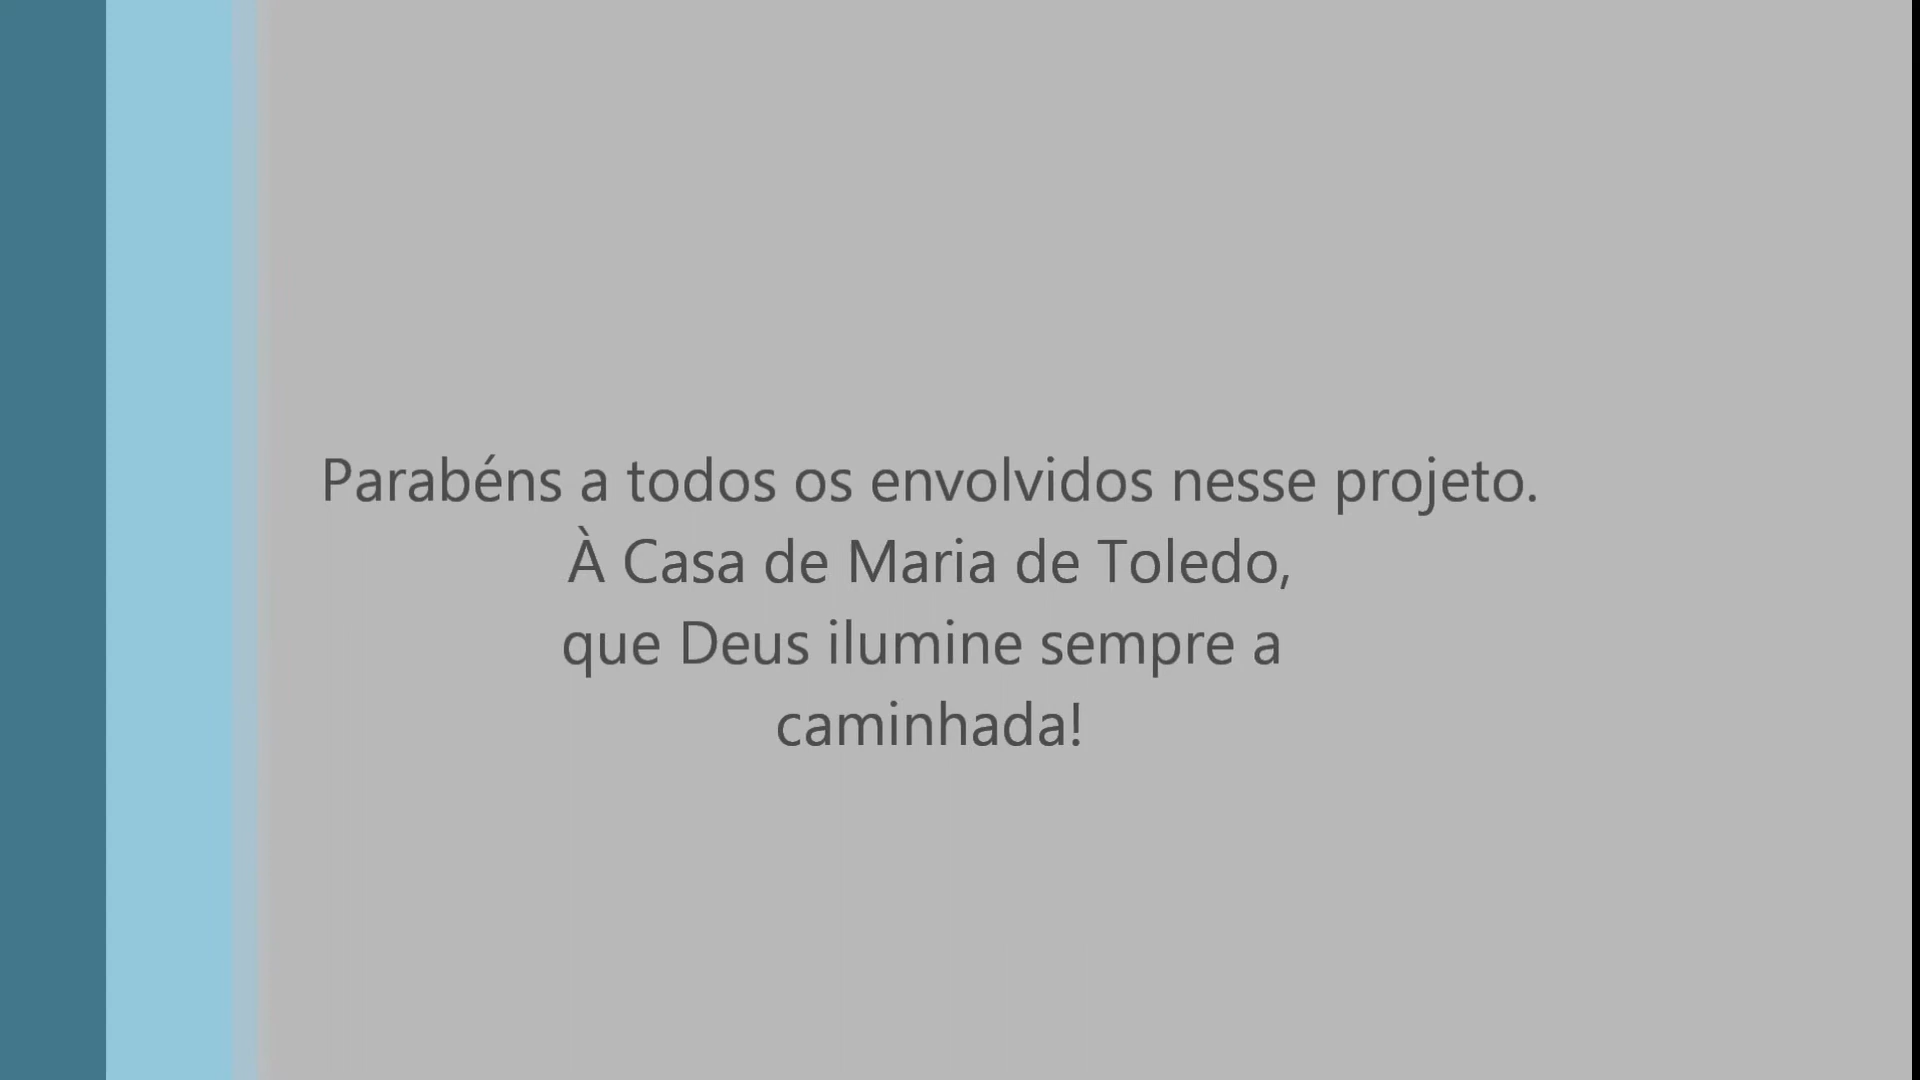 Parabéns a todos os envolvidos nesse projeto.
À Casa de Maria de Toledo,
que Deus ilumine sempre a
caminhada!